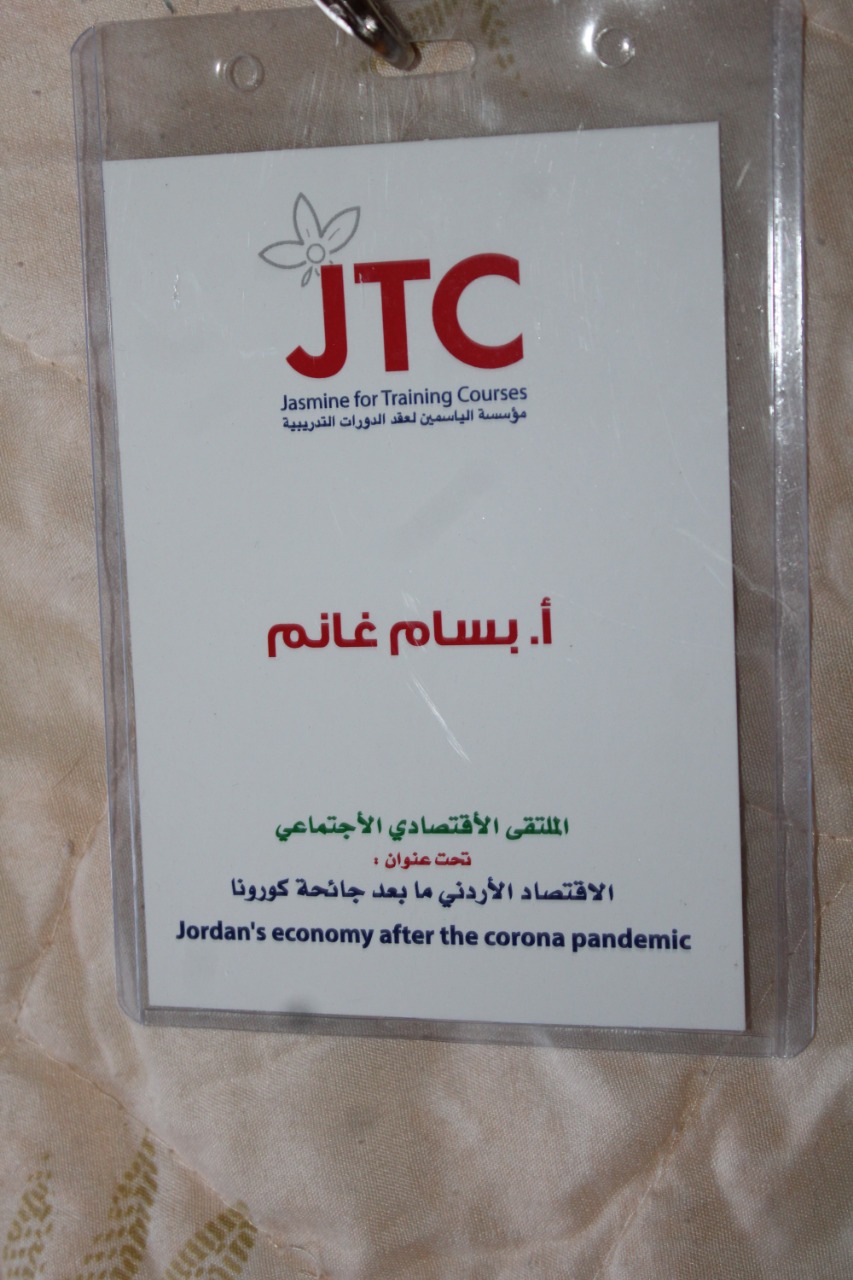 JTC
Jasmine for Training Courses
مؤسسة الياسمين لعقد الدورات التدريبية
أ. بسام غانم
الملتقى الأقتصادي الأجتماعي
تحت عنوان :
الاقتصاد الأردني ما بعد جائحة كورونا
Jordan's economy after the corona pandemic